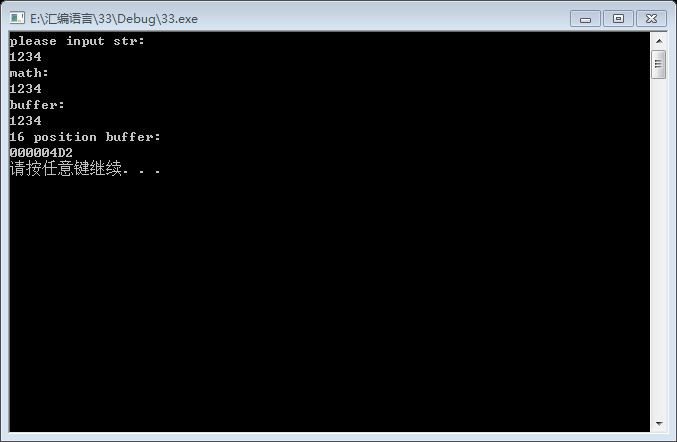 E:\汇编语言\33\Debug\33.exe
please input str:
1234
math:
1234
buffer:
1234
16 position buffer:
000004D2
请按任意键继续. . .